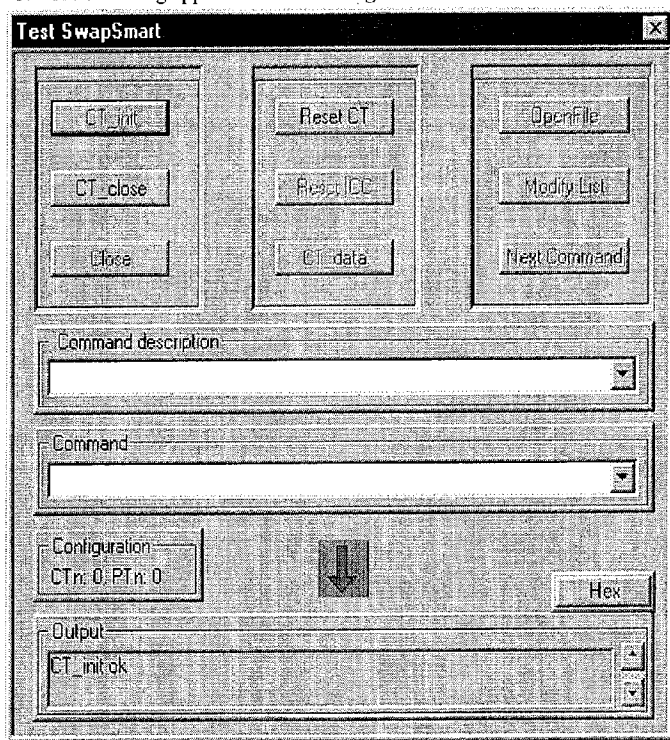 Test SwapSmart
CT_init
Reset CT
OpenFile
CT_close
Reset ICC
Modify List
Close
CT_data
Next Command
Command description
Command
Configuration
CTn: 0, PTn: 0
Hex
Output
CT_init ok